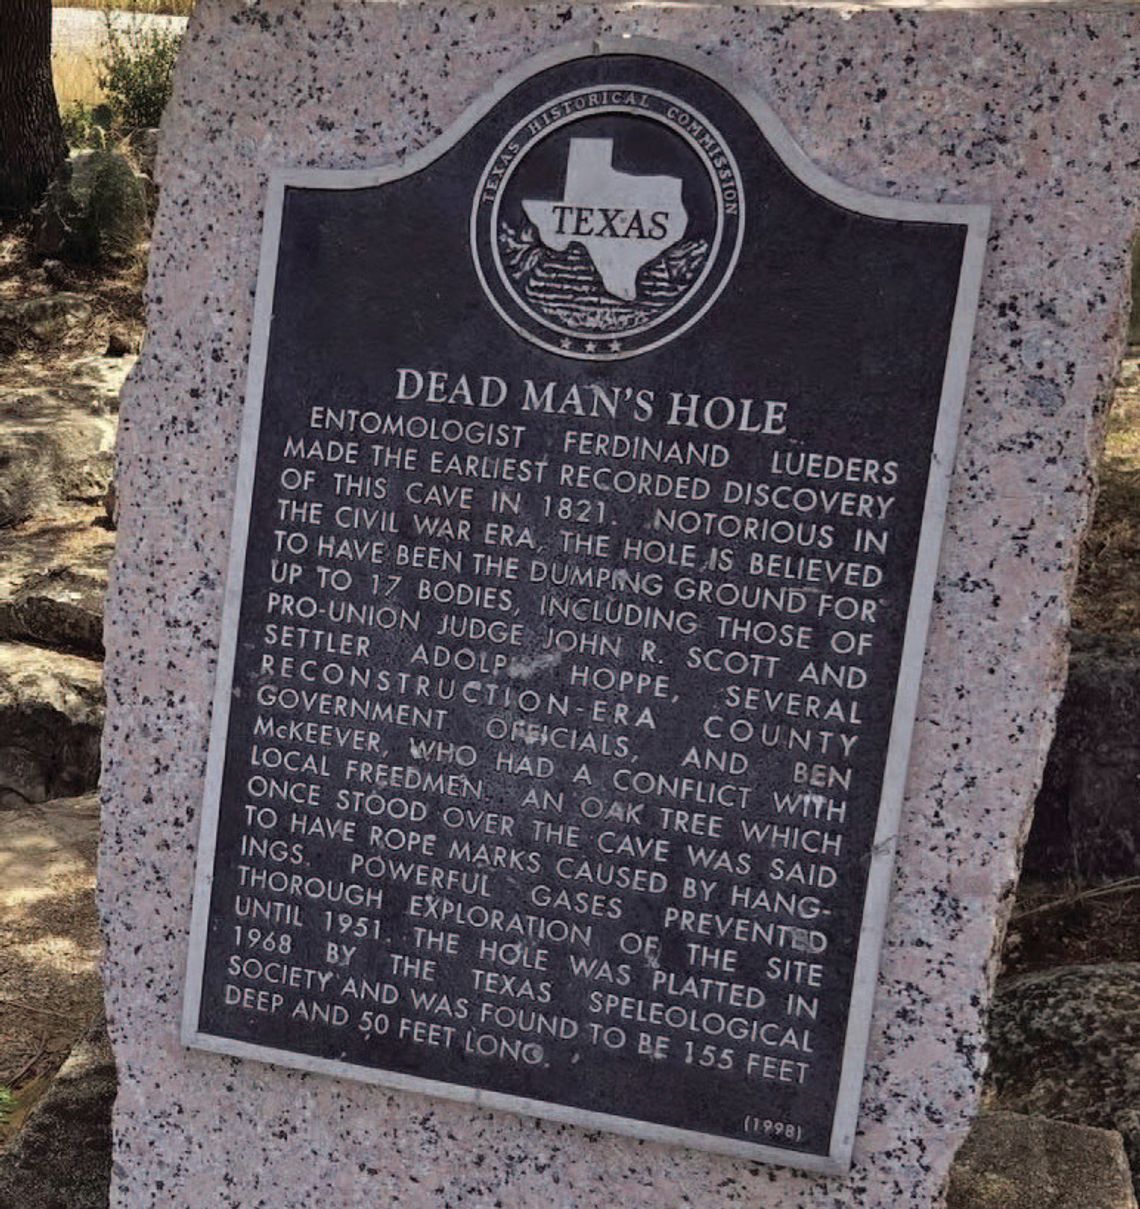 TEXAS HISTORICAL COMMISSION
TEXAS
DEAD MAN'S HOLE
ENTOMOLOGIST FERDINAND LUEDERS
MADE THE EARLIEST RECORDED DISCOVERY
OF THIS CAVE IN 1821. NOTORIOUS IN
THE CIVIL WAR ERA, THE HOLE IS BELIEVED
TO HAVE BEEN THE DUMPING GROUND FOR
UP TO 17 BODIES, INCLUDING THOSE OF
PRO-UNION JUDGE JOHN R. SCOTT AND
SETTLER ADOLPH HOPPE, SEVERAL
RECONSTRUCTION-ERA COUNTY
GOVERNMENT OFFICIALS, AND BEN
McKEEVER, WHO HAD A CONFLICT WITH
LOCAL FREEDMEN. AN OAK TREE WHICH
ONCE STOOD OVER THE CAVE WAS SAID
TO HAVE ROPE MARKS CAUSED BY HANG-
INGS. POWERFUL GASES PREVENTED
THOROUGH EXPLORATION OF THE SITE
UNTIL 1951. THE HOLE WAS PLATTED IN
1968 BY THE TEXAS SPELEOLOGICAL
SOCIETY AND WAS FOUND TO BE 155 FEET
DEEP AND 50 FEET LONG.
(1998)